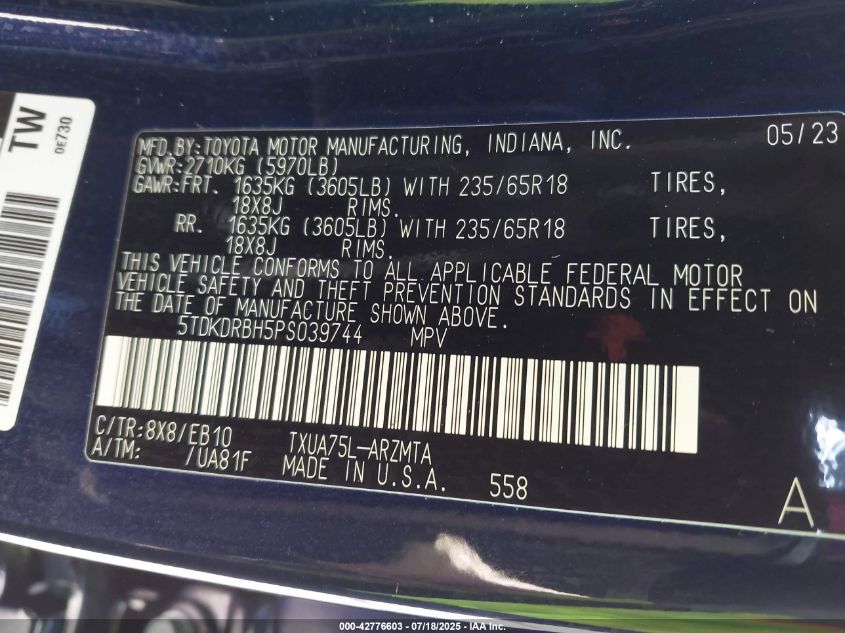 TW
0E730
MFD.BY:TOYOTA MOTOR MANUFACTURING, INDIANA, INC. 05/23
GVWR:2710KG (5970LB)
GAWR:FRT. 1635KG (3605LB) WITH 235/65R18 TIRES,
18X8J RIMS.
RR. 1635KG (3605LB) WITH 235/65R18 TIRES,
18X8J RIMS.
THIS VEHICLE CONFORMS TO ALL APPLICABLE FEDERAL MOTOR
VEHICLE SAFETY AND THEFT PREVENTION STANDARDS IN EFFECT ON
THE DATE OF MANUFACTURE SHOWN ABOVE.
5TDKDRBH5PS039744 MPV
C/TR:8X8/EB10 TXUA75L-ARZMTA
A/TM: /UA81F MADE IN U.S.A. 558
A
000-42776603 - 07/18/2025 - IAA Inc.